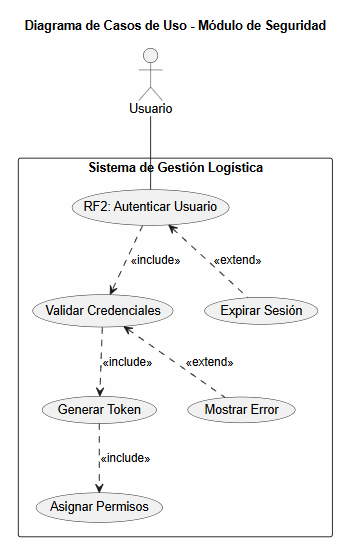 Diagrama de Casos de Uso - Módulo de Seguridad
Usuario
Sistema de Gestión Logística
RF2: Autenticar Usuario
«include»
«extend»
Validar Credenciales
Expirar Sesión
«include»
«extend»
Generar Token
Mostrar Error
«include»
Asignar Permisos